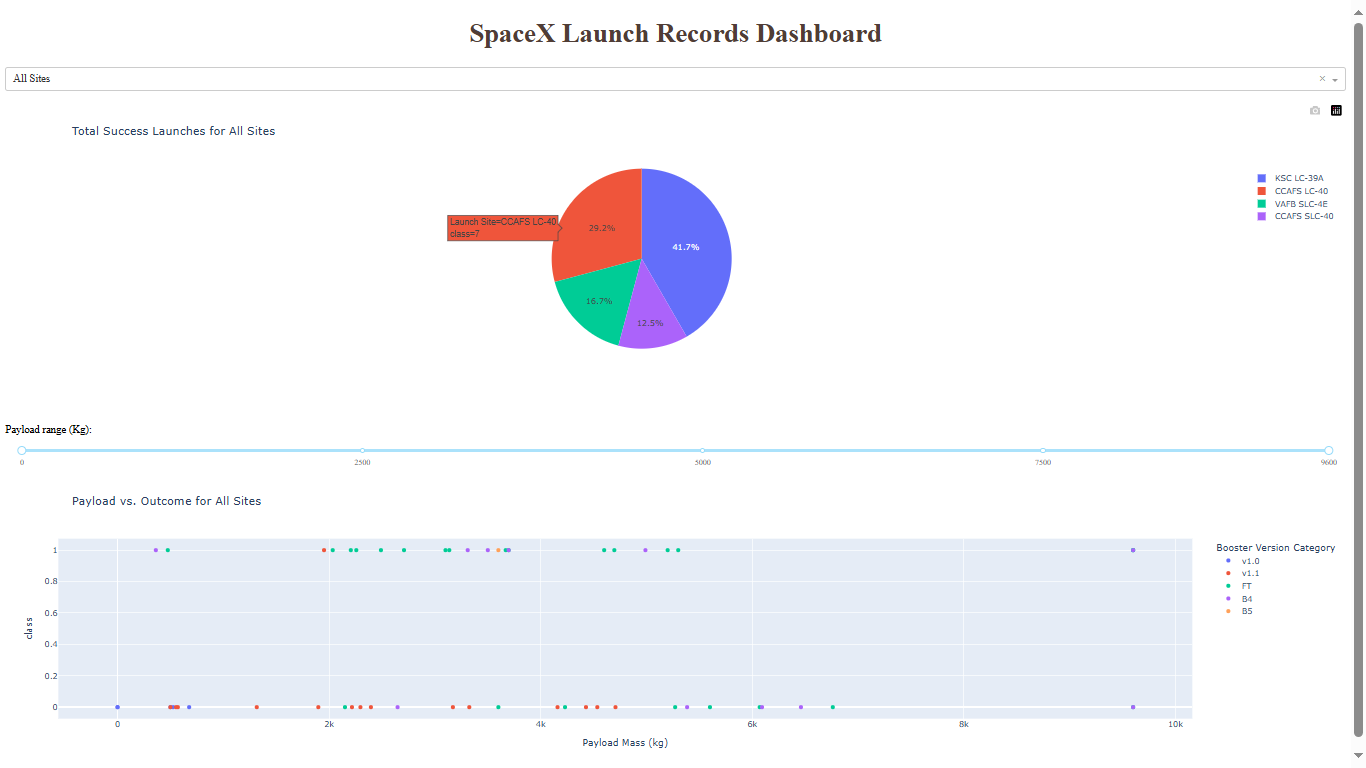 SpaceX Launch Records Dashboard
All Sites
Total Success Launches for All Sites
KSC LC-39A
CCAFS LC-40
VAFB SLC-4E
CCAFS SLC-40
Launch Site=CCAFS LC-40
class=7
29.2%
41.7%
16.7%
12.5%
Payload range (Kg):
0 2500 5000 7500 9600
Payload vs. Outcome for All Sites
Booster Version Category
v1.0
v1.1
FT
B4
B5
class
1
0.8
0.6
0.4
0.2
0
0 2k 4k 6k 8k 10k
Payload Mass (kg)